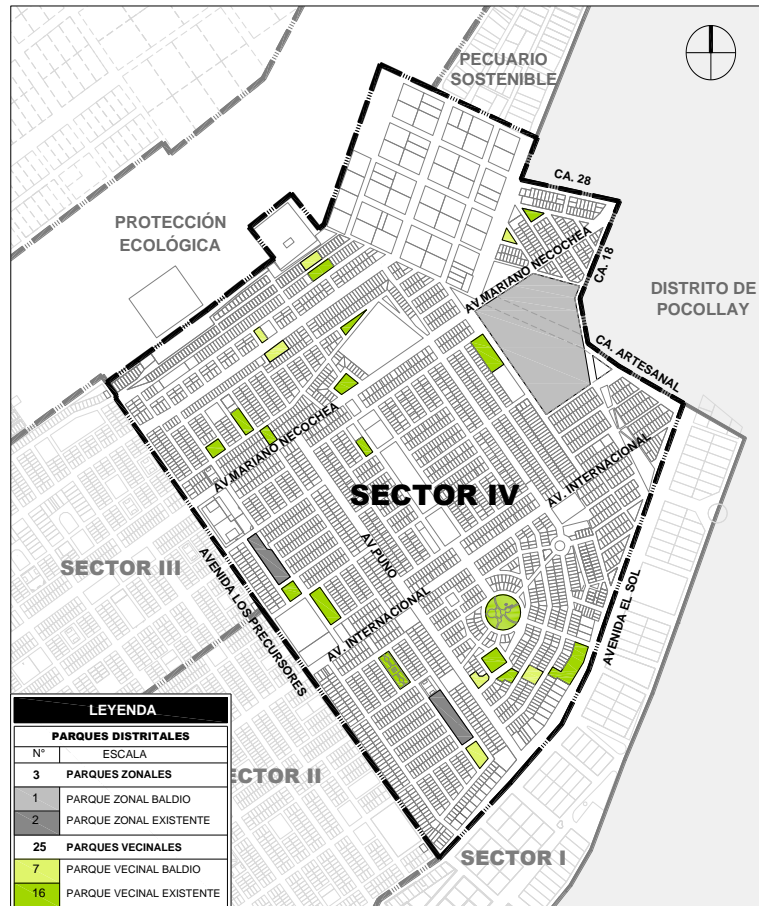 PECUARIO
SOSTENIBLE
CA. 28
PROTECCIÓN
ECOLÓGICA
AV.MARIANO NECOCHEA
CA. 18
DISTRITO DE
POCOLLAY
CA. ARTESANAL
AV.MARIANO NECOCHEA
AV. INTERNACIONAL
SECTOR IV
SECTOR III
AV.PUNO
AVENIDA LOS PRECURSORES
AV. INTERNACIONAL
AVENIDA EL SOL
LEYENDA
PARQUES DISTRITALES
N° ESCALA
3 PARQUES ZONALES
1 PARQUE ZONAL BALDIO
2 PARQUE ZONAL EXISTENTE
25 PARQUES VECINALES
7 PARQUE VECINAL BALDIO
16 PARQUE VECINAL EXISTENTE
ECTOR II
SECTOR I